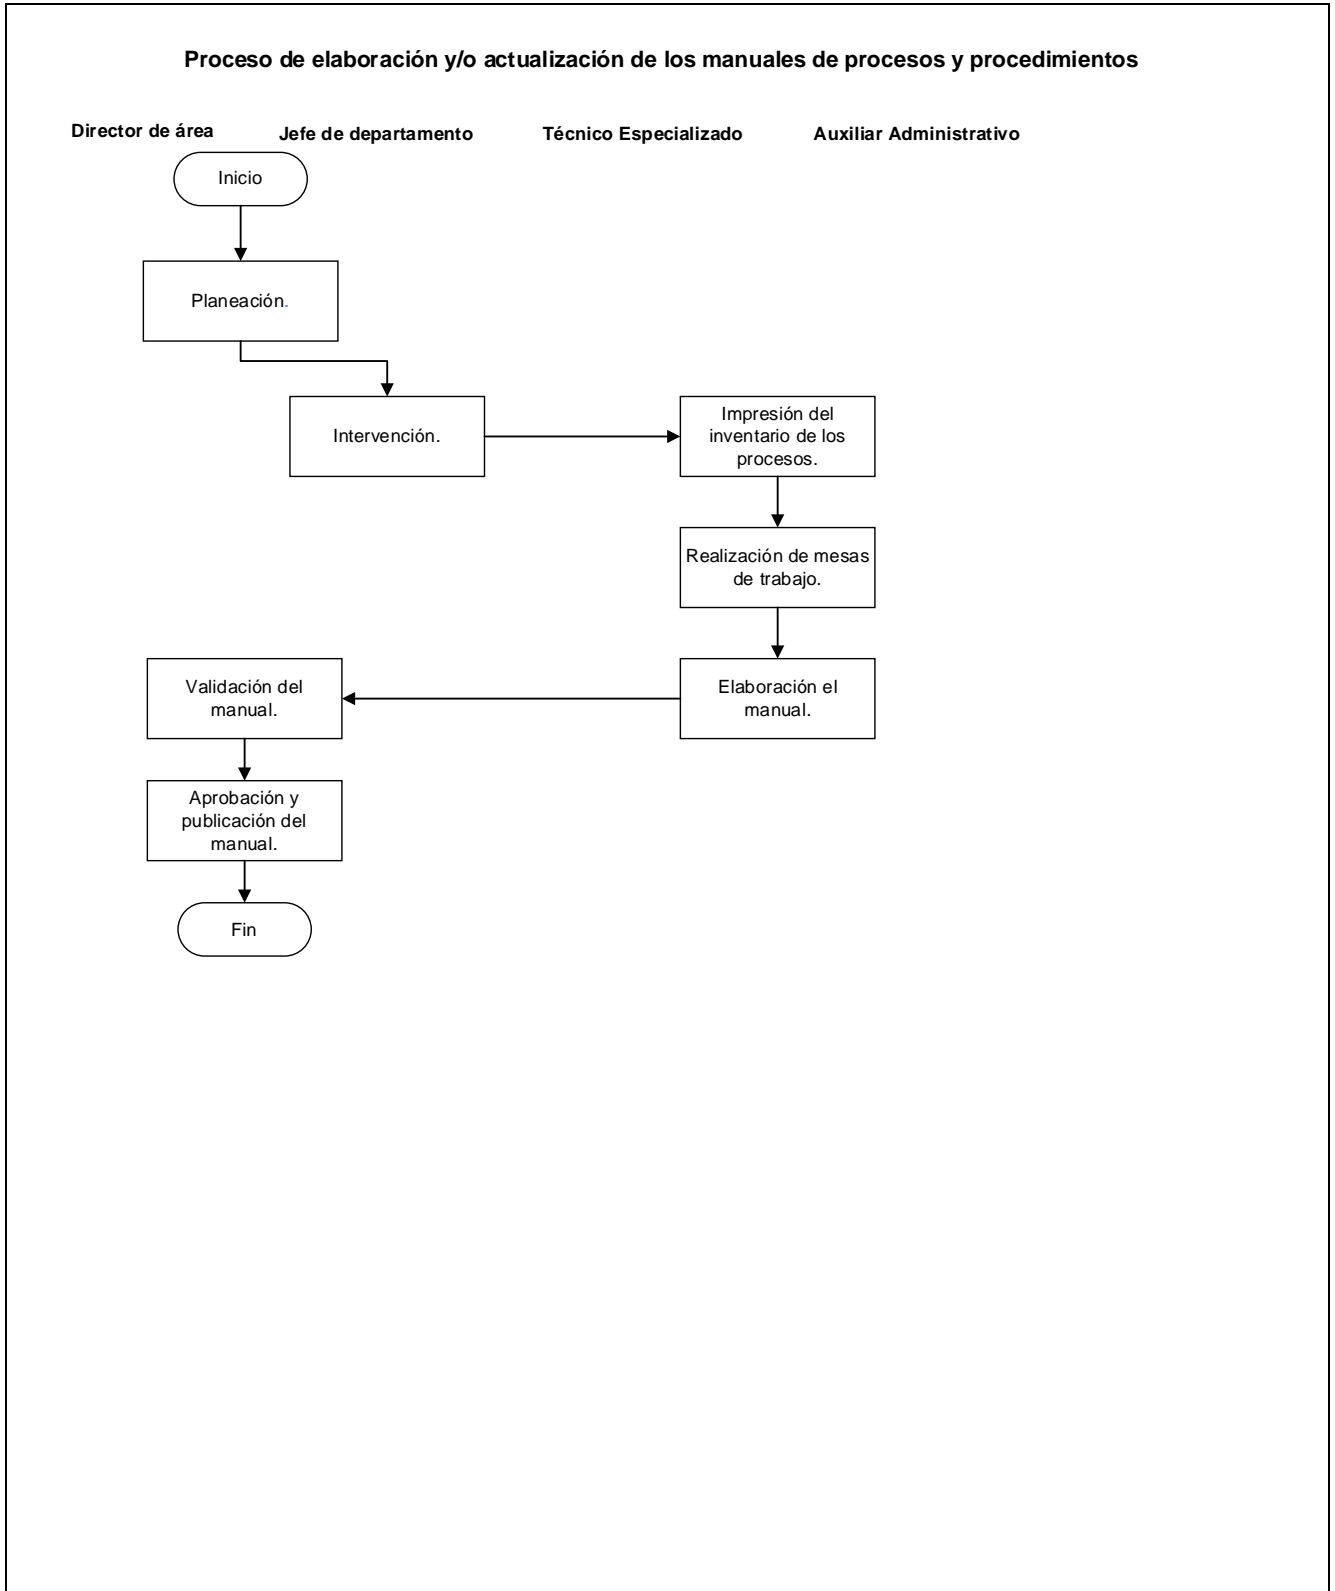 Proceso de elaboración y/o actualización de los manuales de procesos y procedimientos
Director de área
Jefe de departamento
Técnico Especializado
Auxiliar Administrativo
Inicio
Planeación.
Intervención.
Impresión del
inventario de los
procesos.
Realización de mesas
de trabajo.
Elaboración el
manual.
Validación del
manual.
Aprobación y
publicación del
manual.
Fin